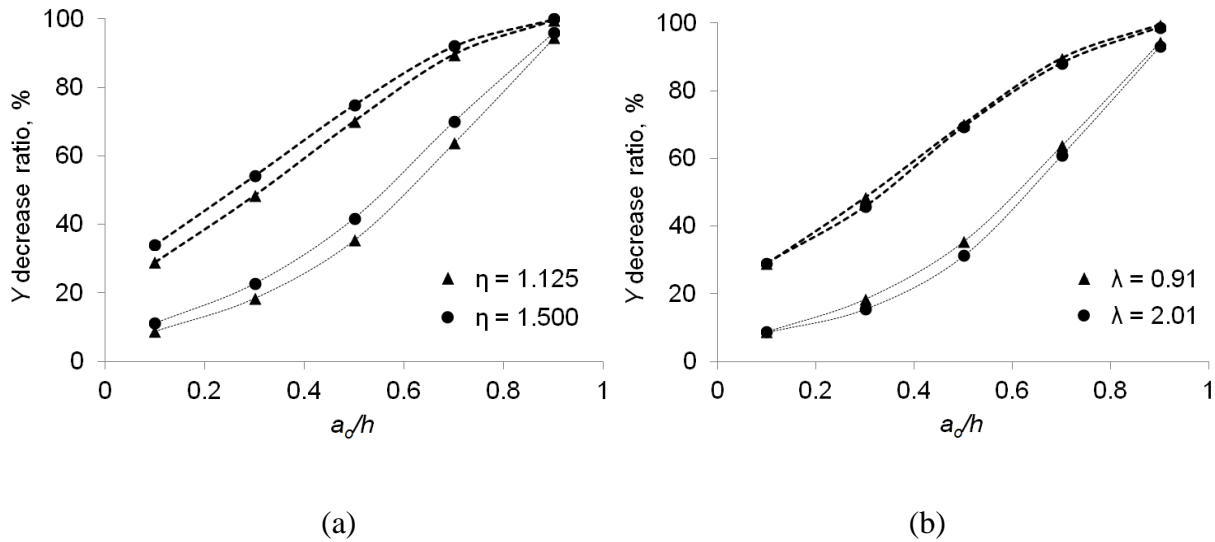 Y decrease ratio, %
100
80
60
40
20
0
0 0.2 0.4 0.6 0.8 1
a_o/h
η = 1.125
η = 1.500
(a)
Y decrease ratio, %
100
80
60
40
20
0
0 0.2 0.4 0.6 0.8 1
a_o/h
λ = 0.91
λ = 2.01
(b)